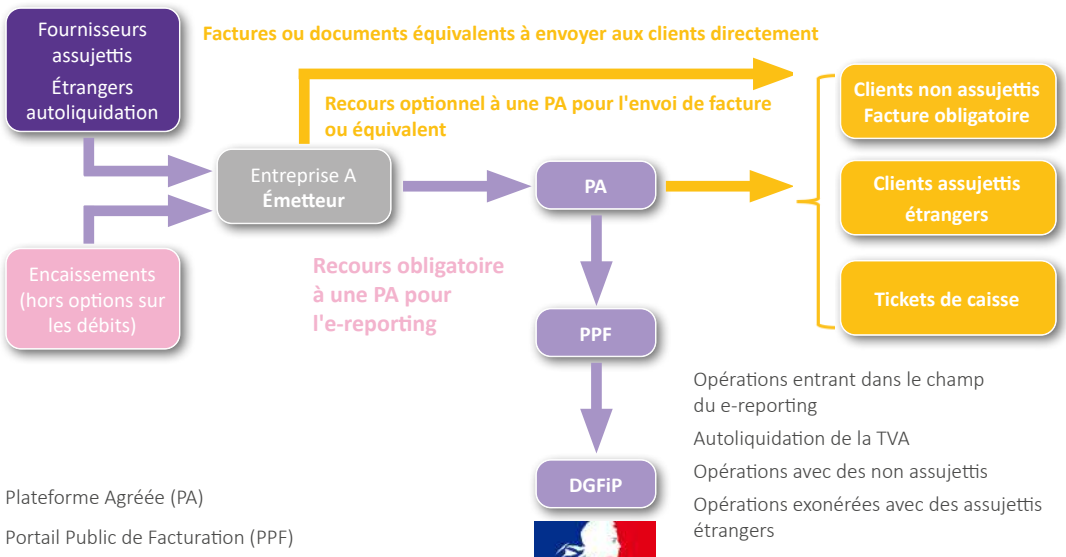 Fournisseurs
assujettis
Étrangers
autoliquidation
Factures ou documents équivalents à envoyer aux clients directement
Recours optionnel à une PA pour l'envoi de facture
ou équivalent
Clients non assujettis
Facture obligatoire
Entreprise A
Émetteur
PA
Clients assujettis
étrangers
Encaissements
(hors options sur
les débits)
Recours obligatoire
à une PA pour
l'e-reporting
Tickets de caisse
PPF
DGFiP
Opérations entrant dans le champ
du e-reporting
Autoliquidation de la TVA
Opérations avec des non assujettis
Opérations exonérées avec des assujettis
étrangers
Plateforme Agréée (PA)
Portail Public de Facturation (PPF)